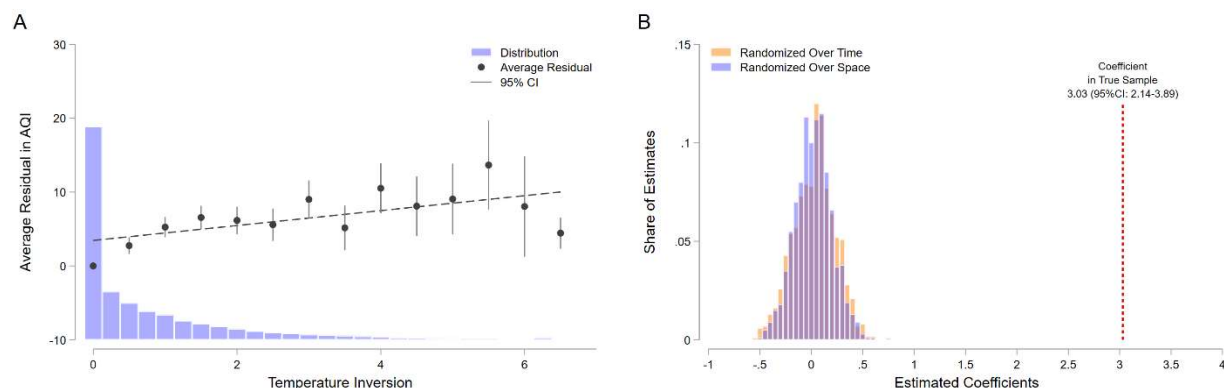 A
30
20
10
0
-10
Average Residual in AQI
Distribution
Average Residual
95% CI
0
2
4
6
Temperature Inversion
B
.15
.1
.05
0
Share of Estimates
Randomized Over Time
Randomized Over Space
Coefficient
in True Sample
3.03 (95%CI: 2.14-3.89)
-1
-.5
0
.5
1
1.5
2
2.5
3
3.5
4
Estimated Coefficients